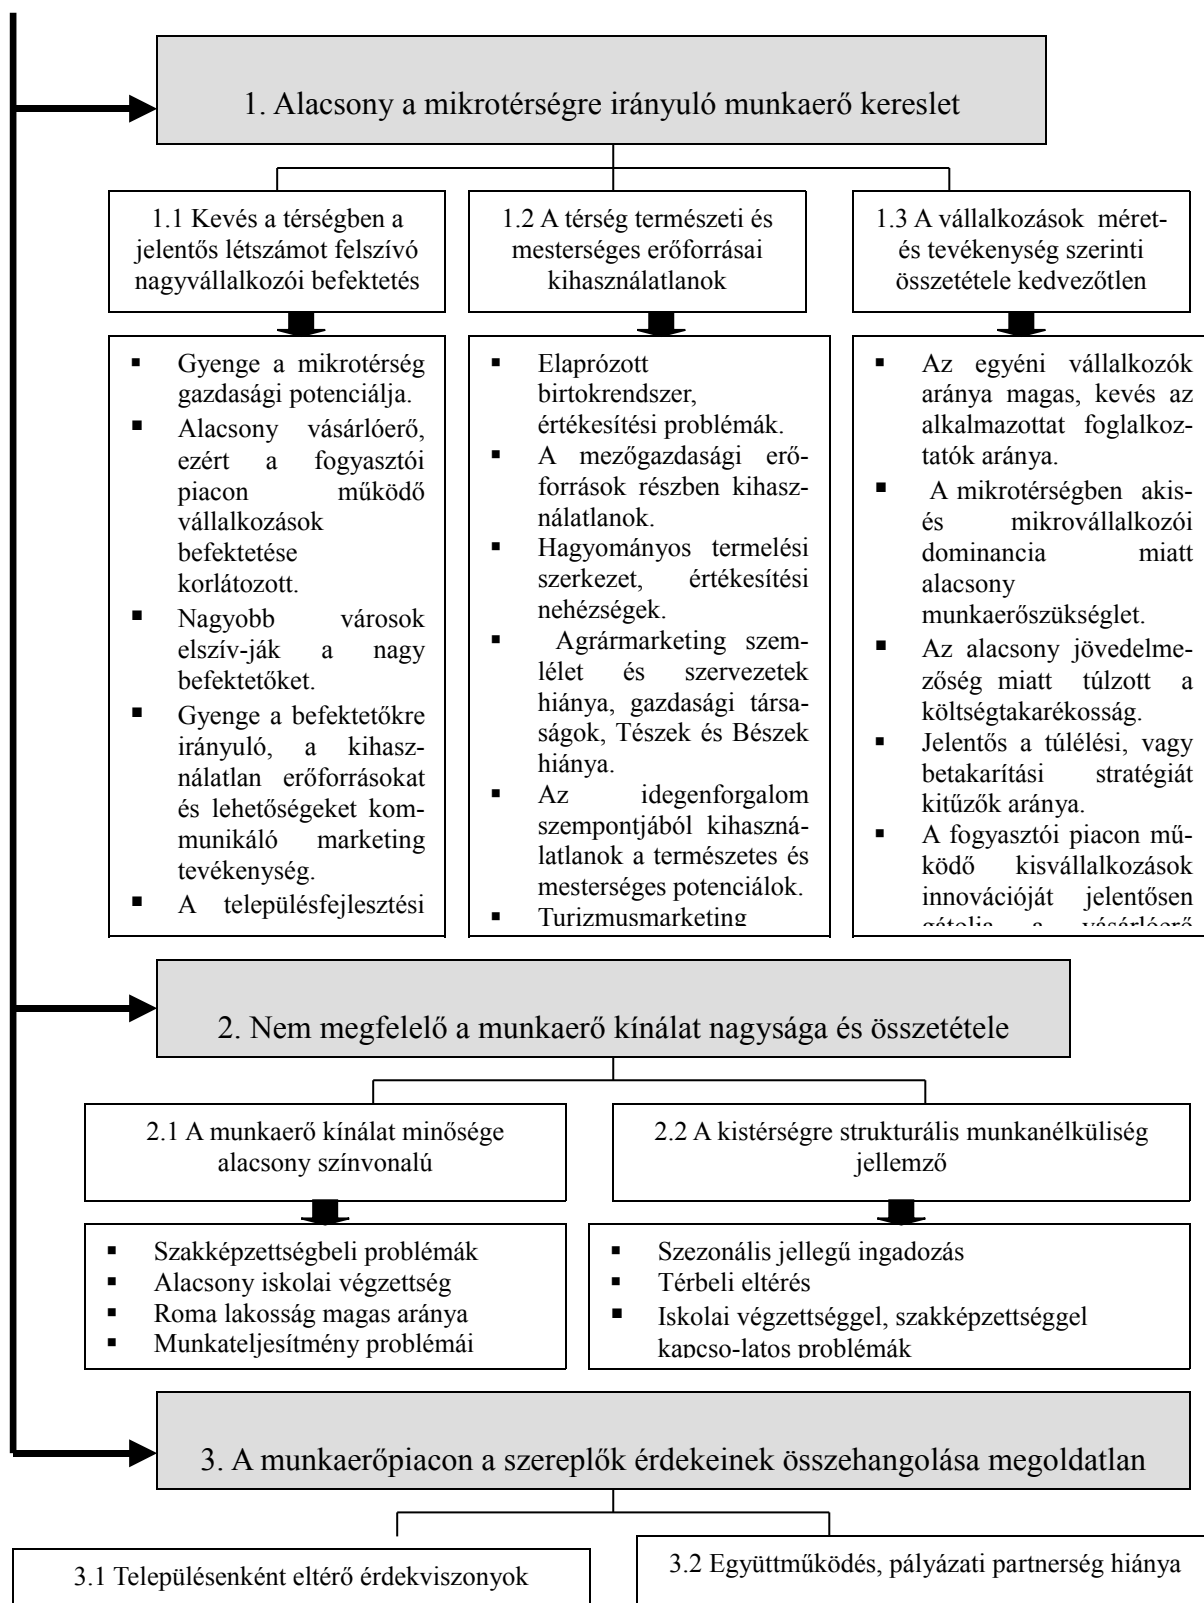 1. Alacsony a mikrotérségre irányuló munkaerő kereslet
1.1 Kevés a térségben a
jelentős létszámot felszívó
nagyvállalkozói befektetés
1.2 A térség természeti és
mesterséges erőforrásai
kihasználatlanok
1.3 A vállalkozások méret-
és tevékenység szerinti
összetétele kedvezőtlen
▪ Gyenge a mikrotérség
gazdasági potenciálja.
▪ Alacsony vásárlóerő,
ezért a fogyasztói
piacon működő
vállalkozások
befektetése
korlátozott.
▪ Nagyobb városok
elszív-ják a nagy
befektetőket.
▪ Gyenge a befektetőkre
irányuló, a kihasz-
nálatlan erőforrásokat
és lehetőségeket kom-
munikáló marketing
tevékenység.
▪ A településfejlesztési
▪ Elaprózott
birtokrendszer,
értékesítési problémák.
▪ A mezőgazdasági erő-
források részben kihasz-
nálatlanok.
▪ Hagyományos termelési
szerkezet, értékesítési
nehézségek.
▪ Agrármarketing szem-
lélet és szervezetek
hiánya, gazdasági társa-
ságok, Tészek és Bészek
hiánya.
▪ Az idegenforgalom
szempontjából kihaszná-
latlanok a természetes és
mesterséges potenciálok.
▪ Turizmusmarketing
▪ Az egyéni vállalkozók
aránya magas, kevés az
alkalmazottat foglalkoz-
tatók aránya.
▪ A mikrotérségben akis-
és mikrovállalkozói
dominancia miatt
alacsony
munkaerőszükséglet.
▪ Az alacsony jövedelme-
zőség miatt túlzott a
költségtakarékosság.
▪ Jelentős a túlélési, vagy
betakarítási stratégiát
kitűzők aránya.
▪ A fogyasztói piacon mű-
ködő kisvállalkozások
innovációját jelentősen
gátolja a vásárlóerő
2. Nem megfelelő a munkaerő kínálat nagysága és összetétele
2.1 A munkaerő kínálat minősége
alacsony színvonalú
2.2 A kistérségre strukturális munkanélküliség
jellemző
▪ Szakképzettségbeli problémák
▪ Alacsony iskolai végzettség
▪ Roma lakosság magas aránya
▪ Munkateljesítmény problémái
▪ Szezonális jellegű ingadozás
▪ Térbeli eltérés
▪ Iskolai végzettséggel, szakképzettséggel
kapcso-latos problémák
3. A munkaerőpiacon a szereplők érdekeinek összehangolása megoldatlan
3.1 Településenként eltérő érdekviszonyok
3.2 Együttműködés, pályázati partnerség hiánya